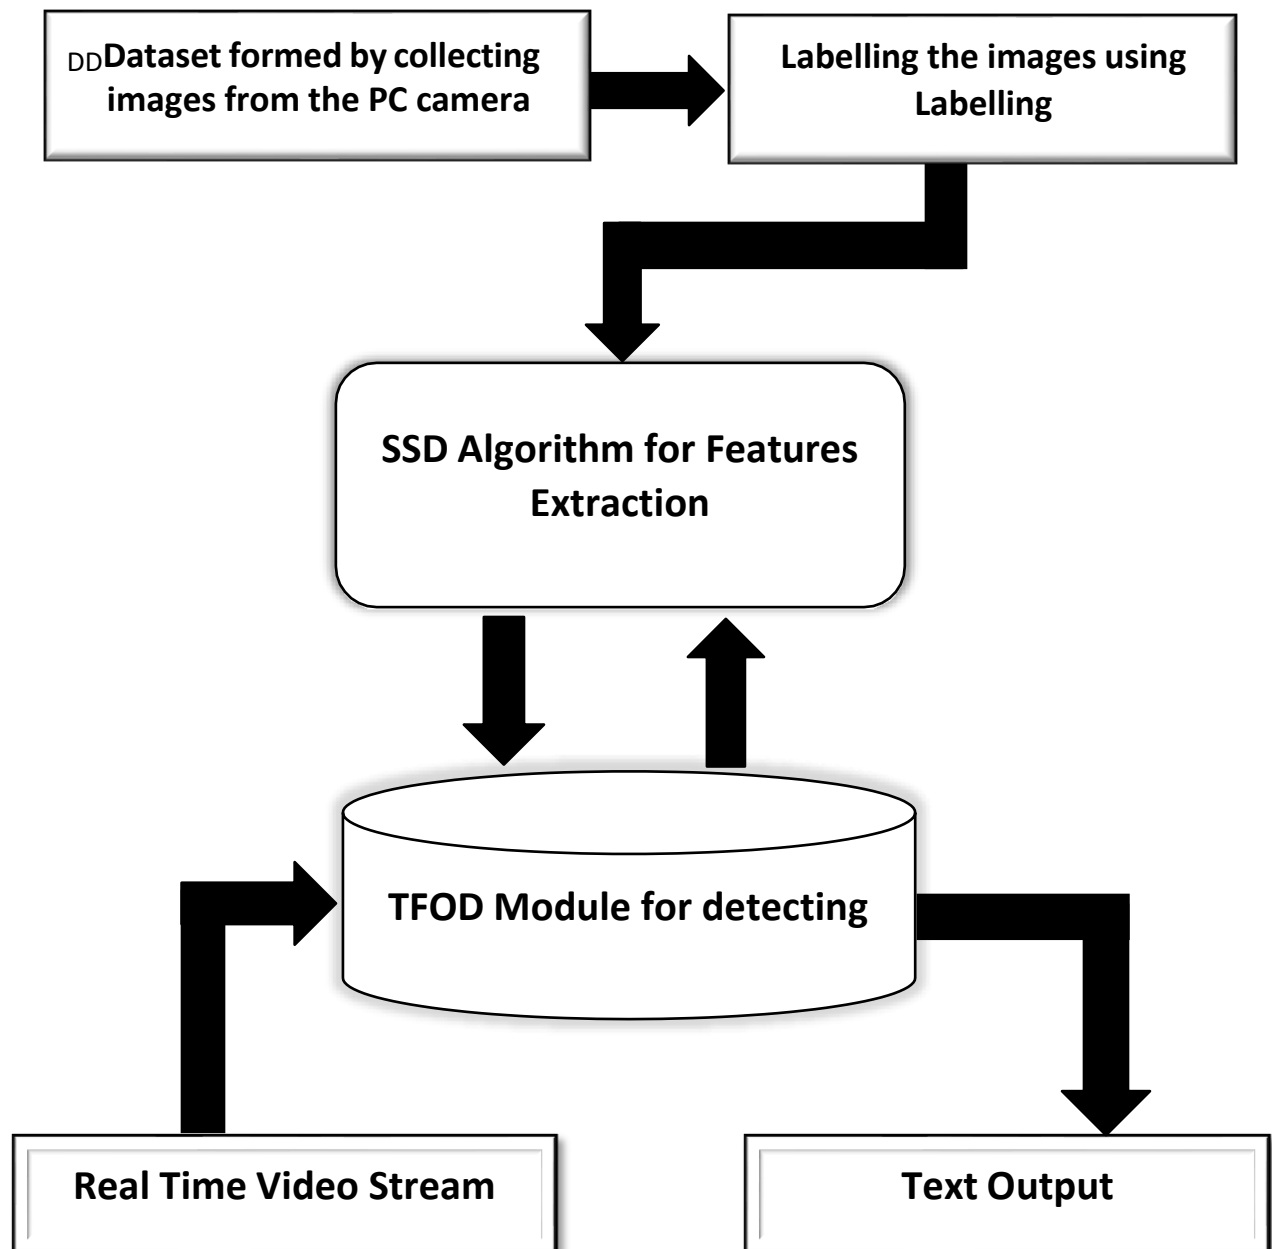 DDDataset formed by collecting
images from the PC camera
Labelling the images using
Labelling
SSD Algorithm for Features
Extraction
TFOD Module for detecting
Real Time Video Stream
Text Output